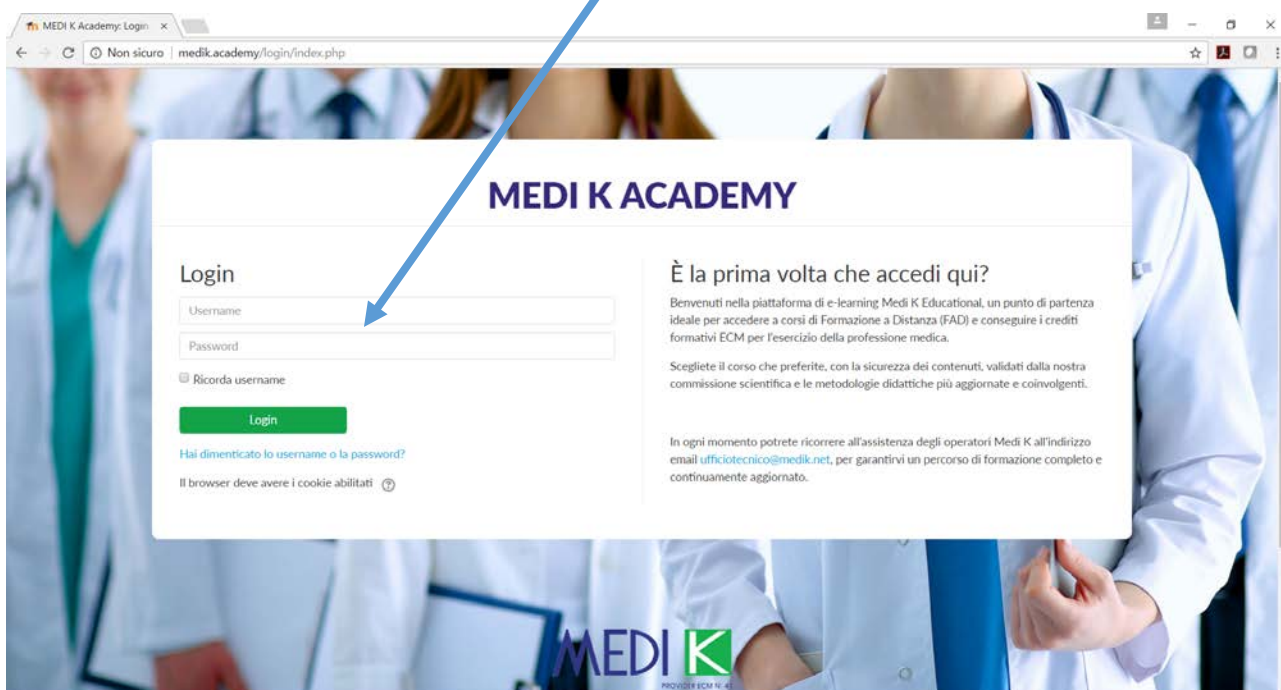 MEDI K Academy: Login
Non sicuro | medik.academy/login/index.php
MEDI K ACADEMY
Login
Username
Password
Ricorda username
Login
Hai dimenticato lo username o la password?
Il browser deve avere i cookie abilitati
È la prima volta che accedi qui?
Benvenuti nella piattaforma di e-learning Medi K Educational, un punto di partenza
ideale per accedere a corsi di Formazione a Distanza (FAD) e conseguire i crediti
formativi ECM per l'esercizio della professione medica.
Scegliete il corso che preferite, con la sicurezza dei contenuti, validati dalla nostra
commissione scientifica e le metodologie didattiche più aggiornate e coinvolgenti.
In ogni momento potrete ricorrere all'assistenza degli operatori Medi K all'indirizzo
email ufficiotecnico@medik.net, per garantirvi un percorso di formazione completo e
continuamente aggiornato.
MEDI K
PROVIDER ECM N. 41